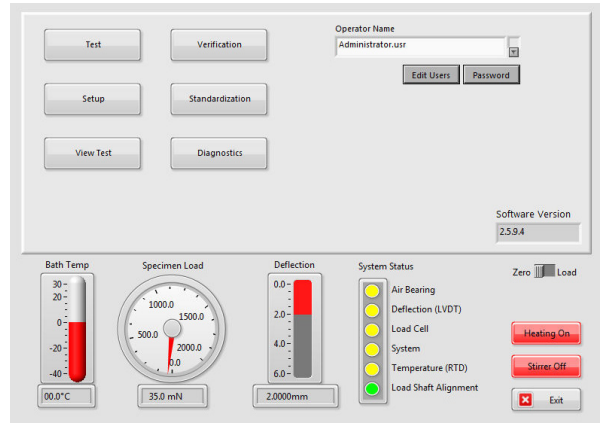 Operator Name
Administrator.usr
Test
Verification
Edit Users
Password
Setup
Standardization
View Test
Diagnostics
Software Version
2.5.9.4
Bath Temp
Specimen Load
Deflection
System Status
Zero
Load
30
20
0
-20
-40
00.0°C
1000.0
1500.0
500.0
2000.0
0.0
35.0 mN
0.0
2.0
4.0
6.0
2.0000mm
Air Bearing
Deflection (LVDT)
Load Cell
System
Temperature (RTD)
Load Shaft Alignment
Heating On
Stirrer Off
Exit